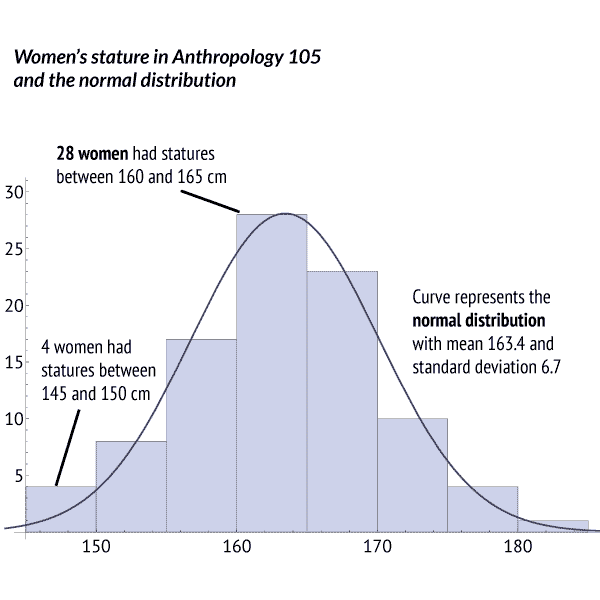 Women’s stature in Anthropology 105
and the normal distribution
28 women had statures
between 160 and 165 cm
30
25
20
15
10
5
4 women had
statures between
145 and 150 cm
Curve represents the
normal distribution
with mean 163.4 and
standard deviation 6.7
150
160
170
180